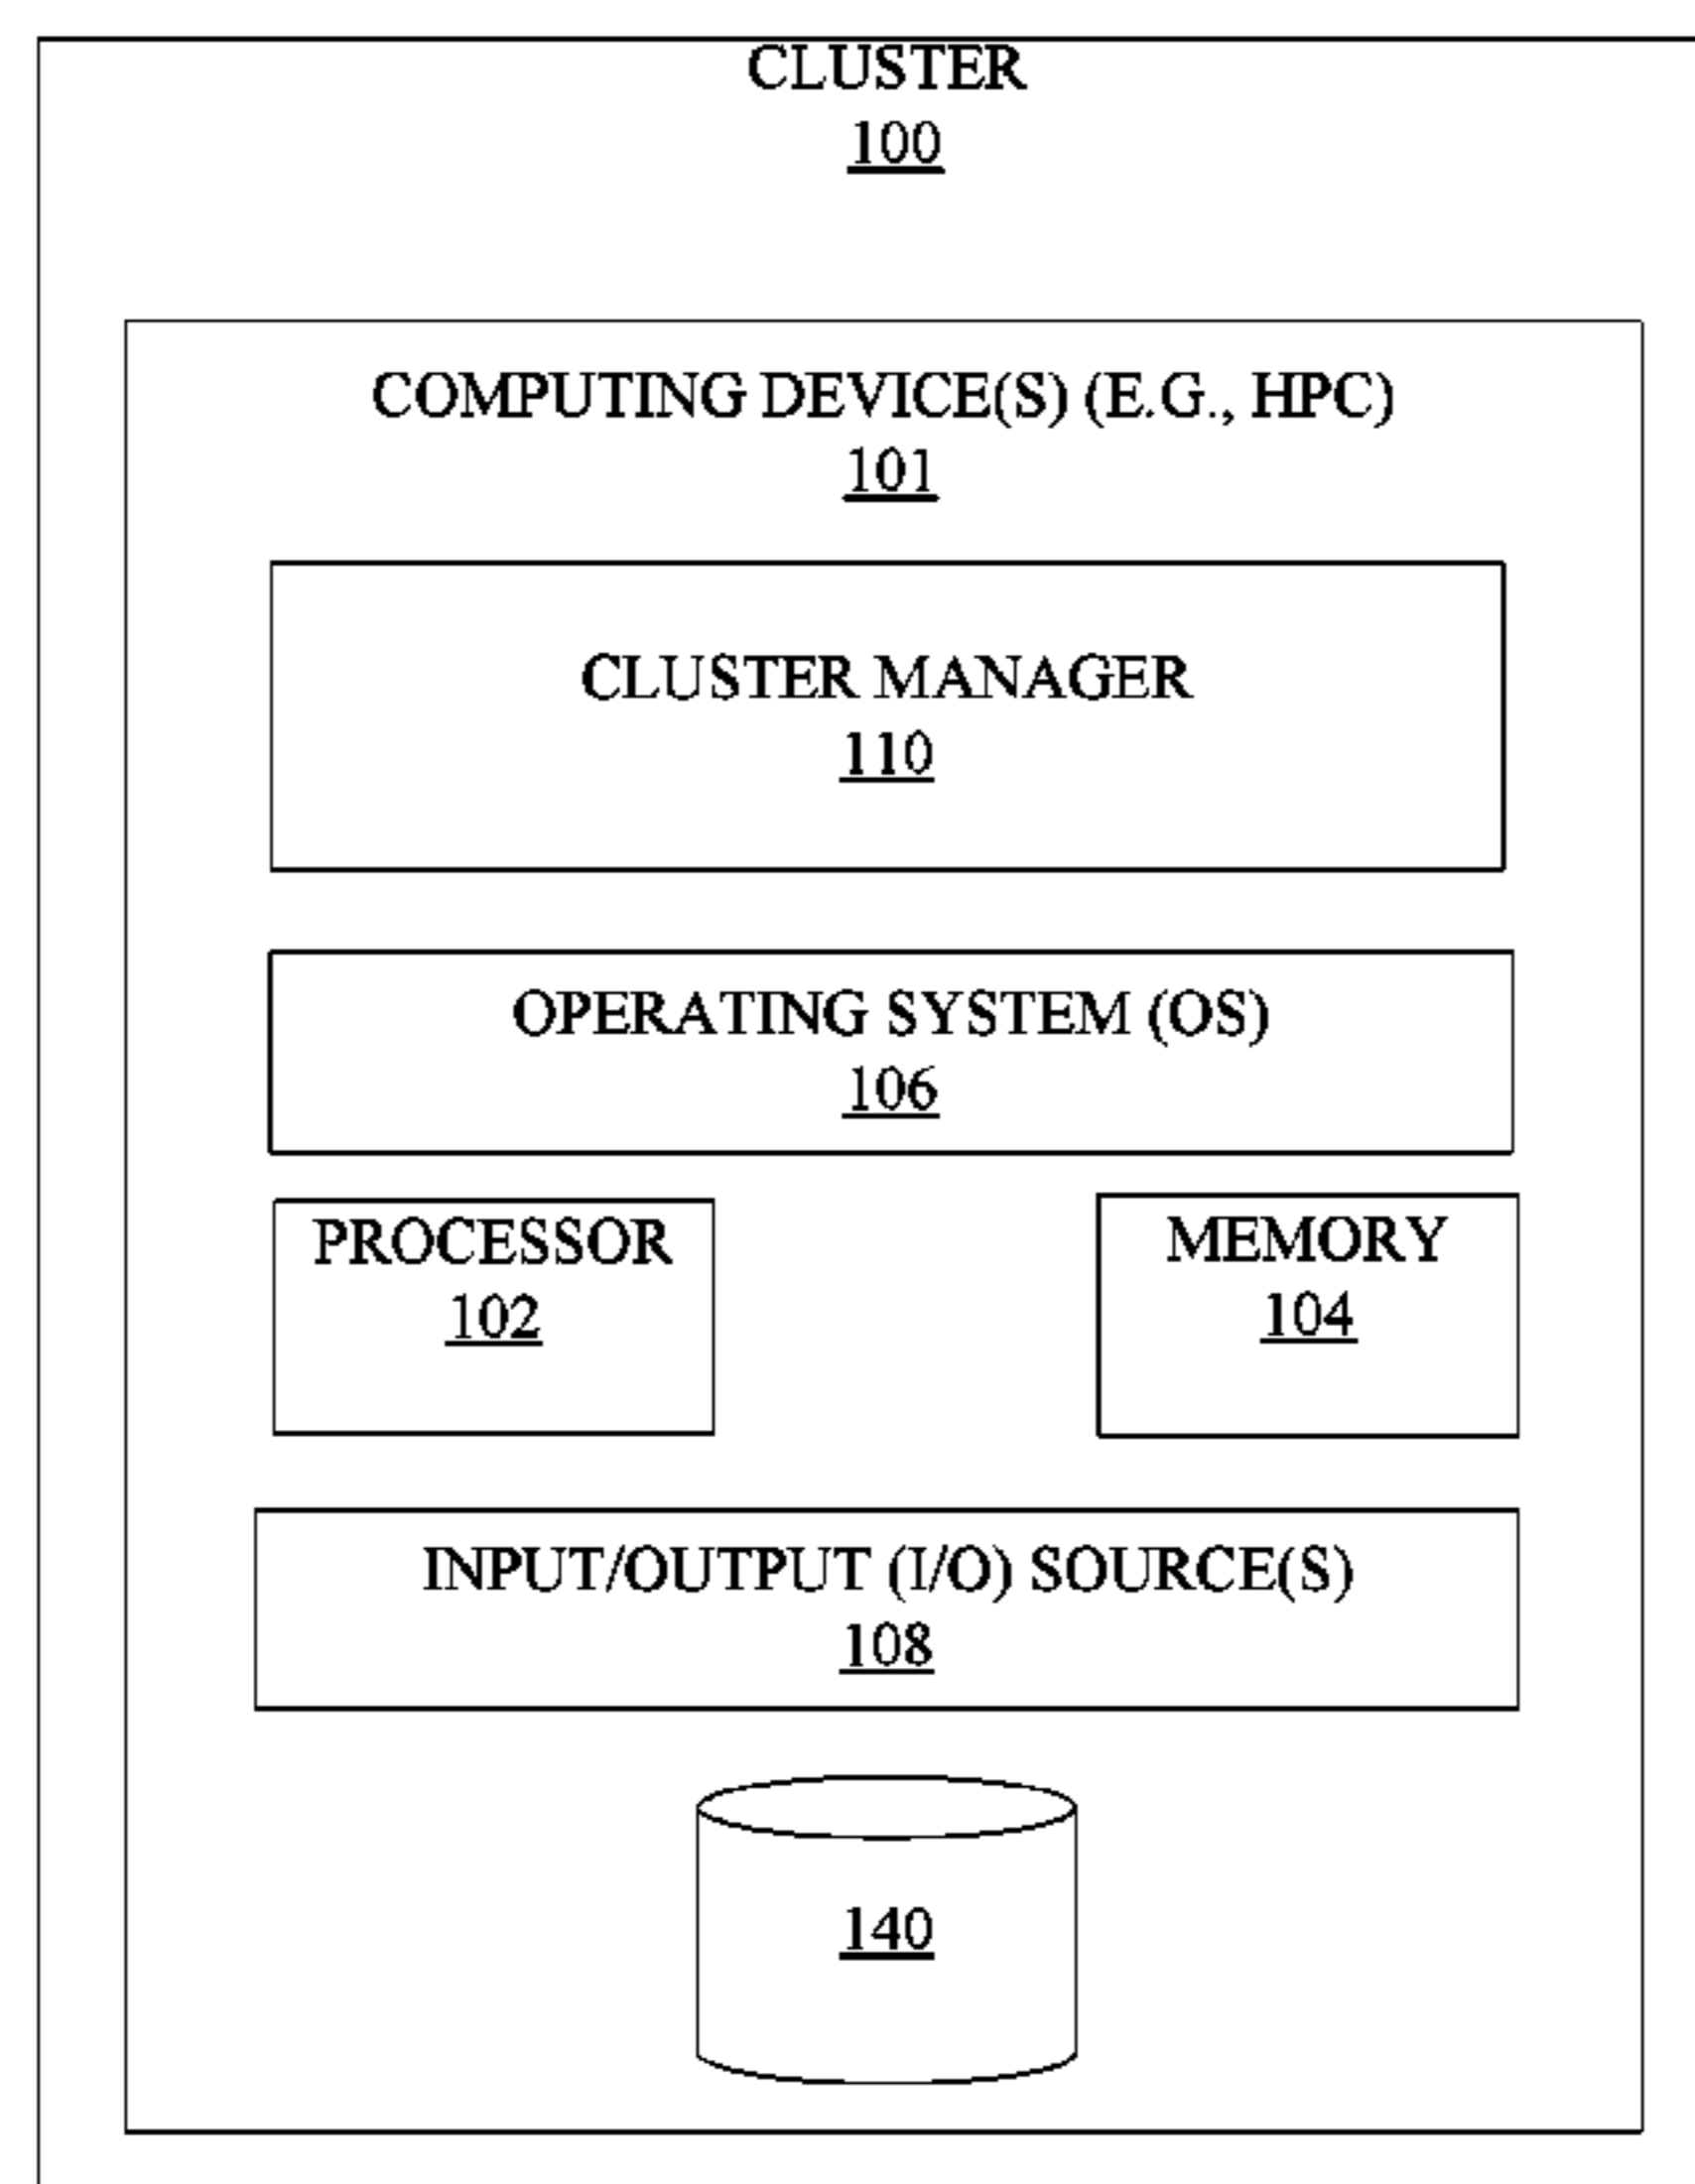 CLUSTER
100
COMPUTING DEVICE(S) (E.G., HPC)
101
CLUSTER MANAGER
110
OPERATING SYSTEM (OS)
106
PROCESSOR
102
MEMORY
104
INPUT/OUTPUT (I/O) SOURCE(S)
108
140